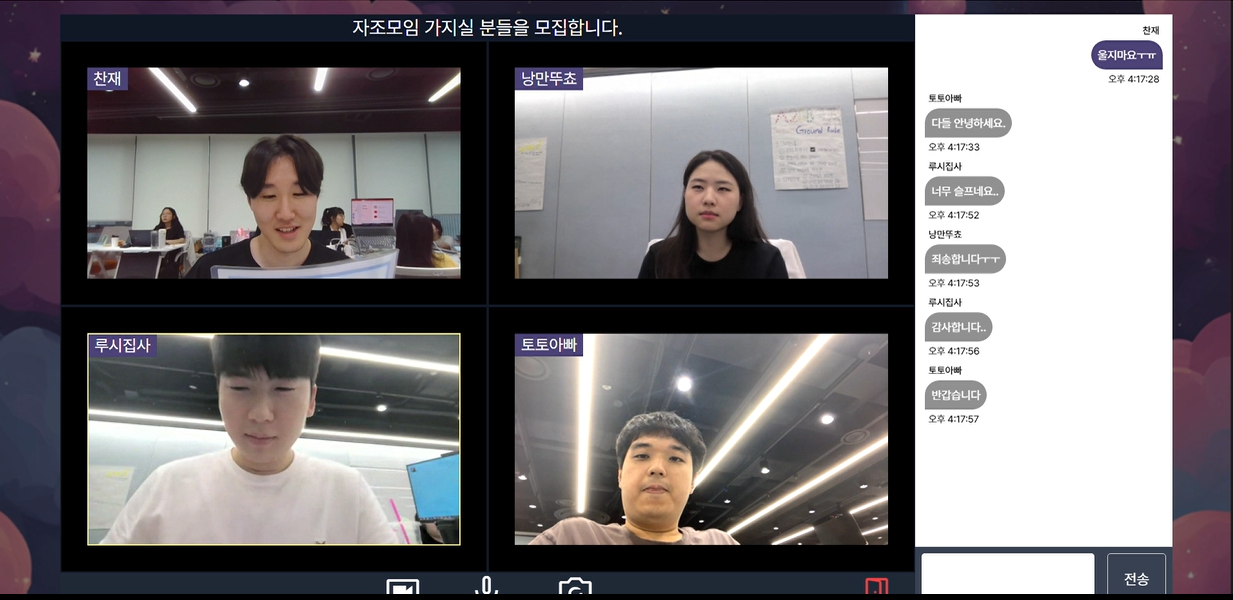 자조모임 가지실 분들을 모집합니다.
찬재
낭만뚜쵸
Ground Rule
루시집사
토토아빠
찬재
울지마요ㅜㅠ
오후 4:17:28
토토아빠
다들 안녕하세요.
오후 4:17:33
루시집사
너무 슬프네요..
오후 4:17:52
낭만뚜쵸
죄송합니다ㅜㅜ
오후 4:17:53
루시집사
감사합니다..
오후 4:17:56
토토아빠
반갑습니다
오후 4:17:57
전송